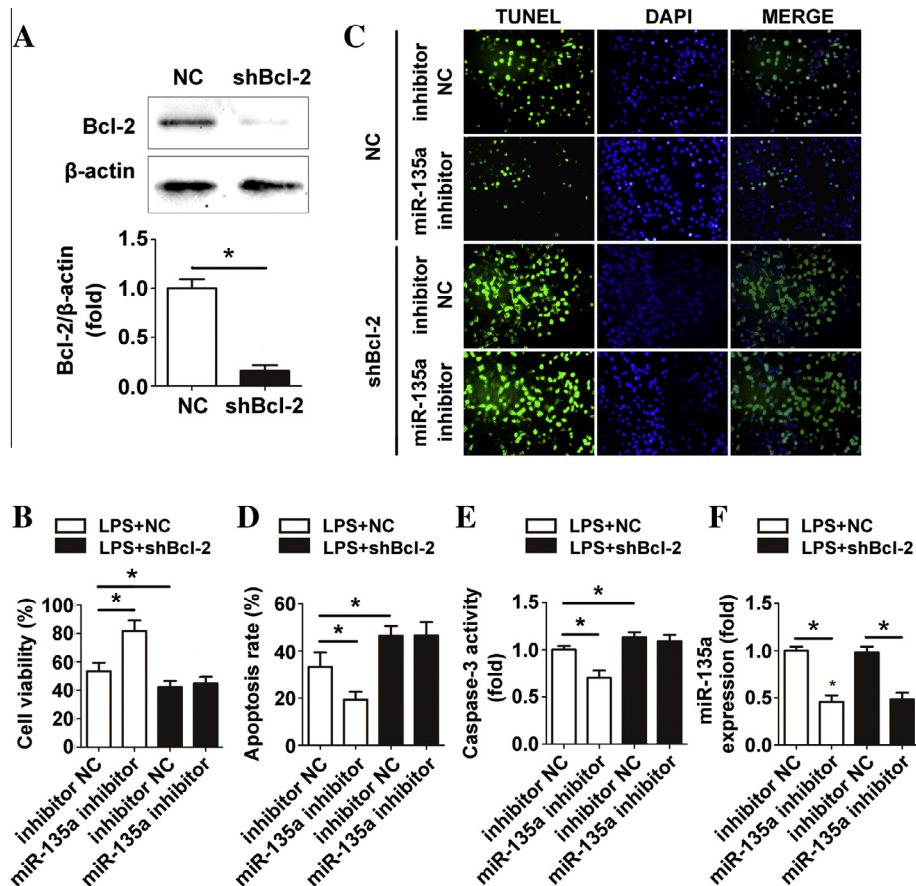 A
NC shBcl-2
Bcl-2
β-actin
Bcl-2/β-actin
(fold)
1.5
1.0
0.5
0.0
*
NC shBcl-2
C
TUNEL DAPI MERGE
NC
inhibitor
NC
miR-135a
inhibitor
shBcl-2
inhibitor
NC
miR-135a
inhibitor
B
LPS+NC
LPS+shBcl-2
Cell viability (%)
100
80
60
40
20
0
*
*
inhibitor NC
miR-135a inhibitor
inhibitor NC
miR-135a inhibitor
D
LPS+NC
LPS+shBcl-2
Apoptosis rate (%)
60
40
20
0
*
*
inhibitor NC
miR-135a inhibitor
inhibitor NC
miR-135a inhibitor
E
LPS+NC
LPS+shBcl-2
Caspase-3 activity
(fold)
1.5
1.0
0.5
0.0
*
*
inhibitor NC
miR-135a inhibitor
inhibitor NC
miR-135a inhibitor
F
LPS+NC
LPS+shBcl-2
miR-135a
expression (fold)
1.5
1.0
0.5
0.0
* *
*
inhibitor NC
miR-135a inhibitor
inhibitor NC
miR-135a inhibitor